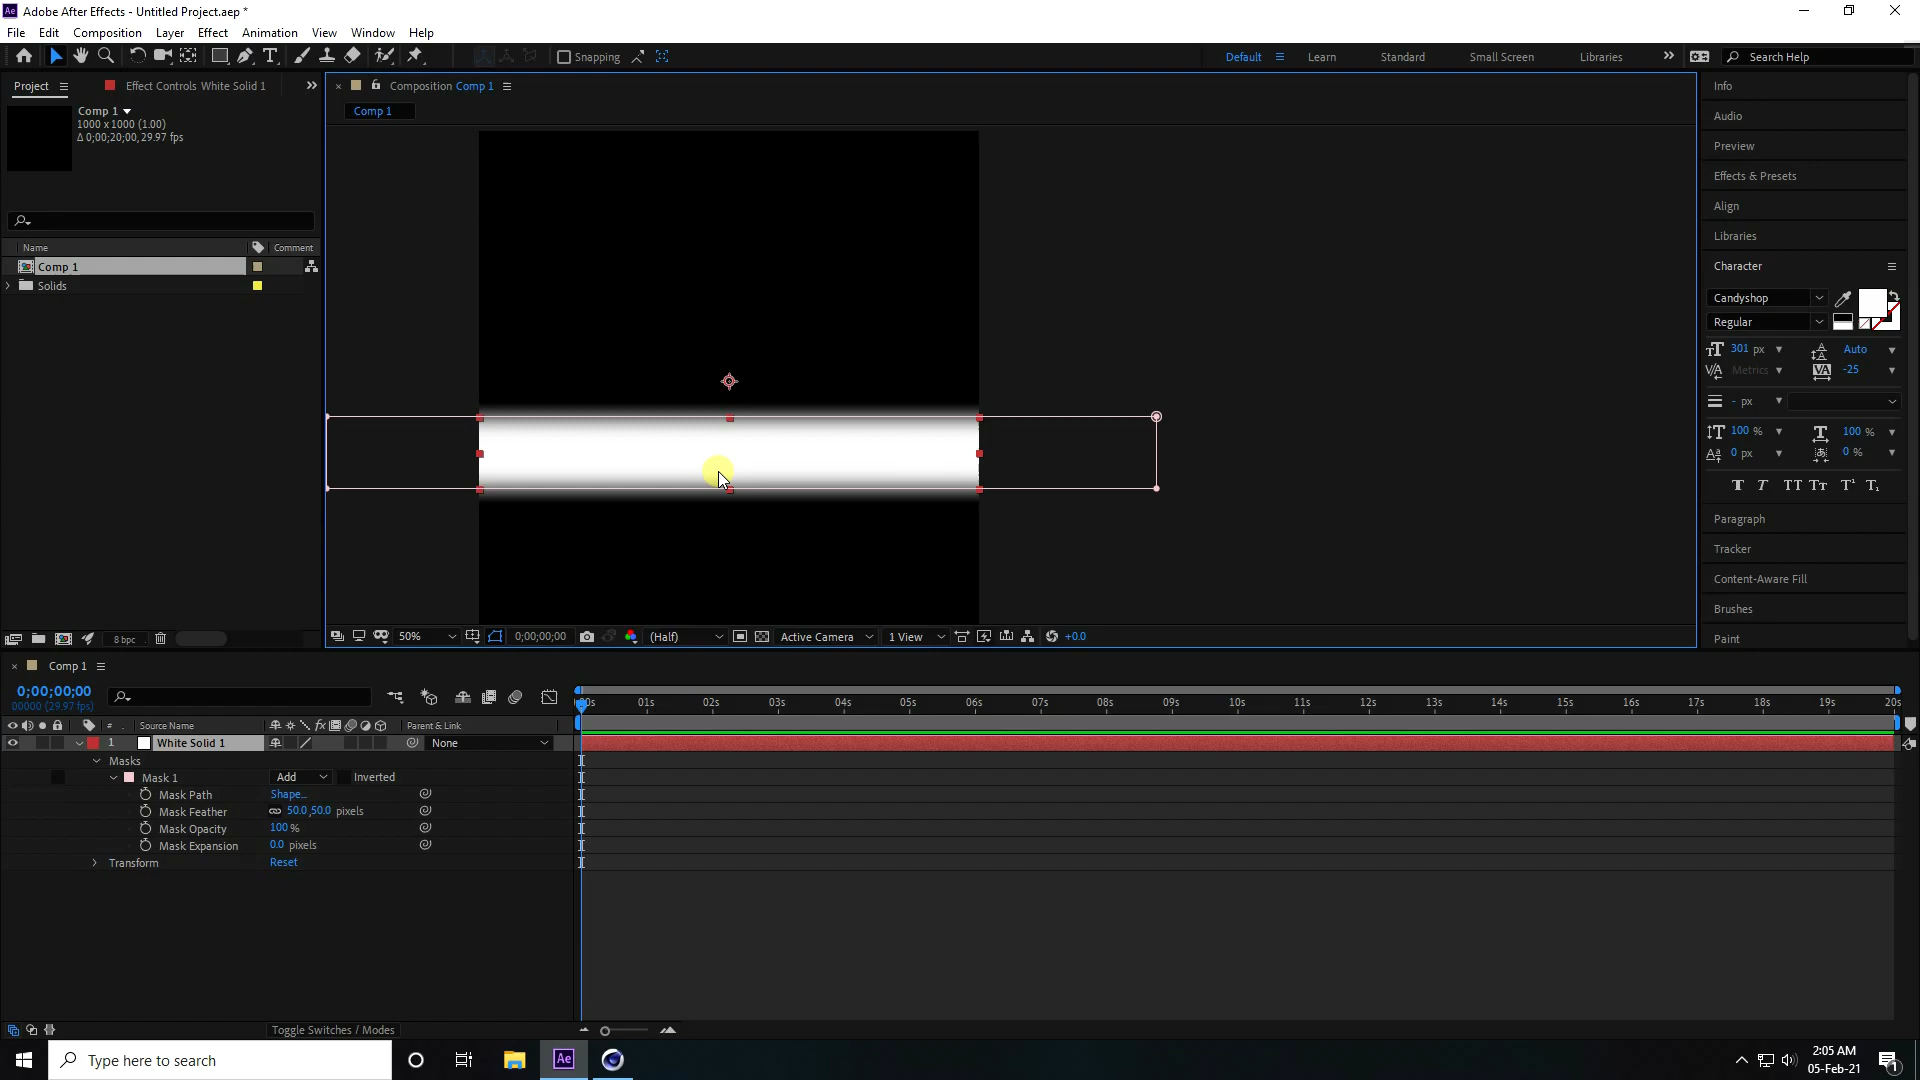 Adobe After Effects - Untitled Project.aep *
File Edit Composition Layer Effect Animation View Window Help
Snapping Default Learn Standard Small Screen Libraries Search Help
Project Effect Controls White Solid 1
Composition Comp 1
Comp 1
Comp 1
1000 x 1000 (1.00)
Δ 0;00;20;00, 29.97 fps
Name Comment
Comp 1
Solids
8 bpc
50% 0;00;00;00 (Half) Active Camera 1 View +0.0
Info
Audio
Preview
Effects & Presets
Align
Libraries
Character
Candyshop
Regular
301 px Auto
Metrics -25
- px
100 % 100 %
0 px 0 %
Paragraph
Tracker
Content-Aware Fill
Brushes
Paint
Comp 1
0;00;00;00
00000 (29.97 fps)
01s 02s 03s 04s 05s 06s 07s 08s 09s 10s 11s 12s 13s 14s 15s 16s 17s 18s 19s 20s
# Source Name Parent & Link
1 White Solid 1 None
Masks
Mask 1 Add Inverted
Mask Path Shape...
Mask Feather 50.0,50.0 pixels
Mask Opacity 100%
Mask Expansion 0.0 pixels
Transform Reset
Toggle Switches / Modes
Type here to search
Ae
2:05 AM
05-Feb-21
1